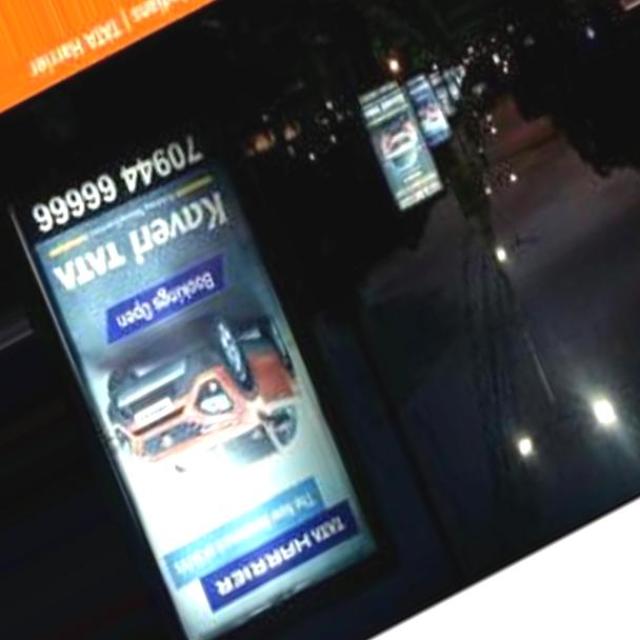 TATA HARRIER
The New
Bookings Open
Kaveri TATA
70944 66666
| TATA Harrier